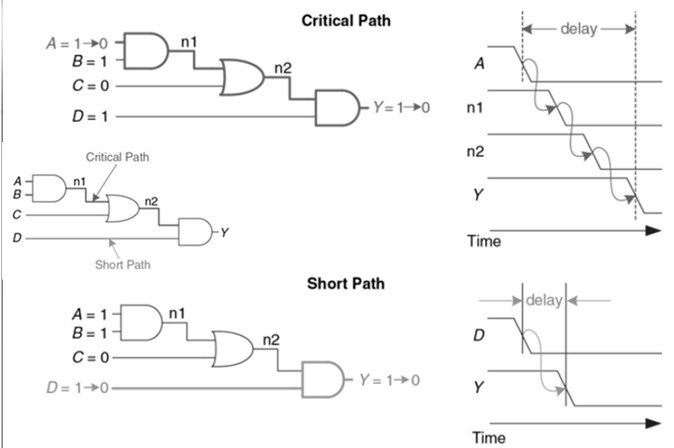 Critical Path
A = 1→0
B = 1
C = 0
D = 1
n1
n2
Y = 1→0
delay
A
n1
n2
Y
Time
Critical Path
A
B
C
D
n1
n2
Y
Short Path
Short Path
A = 1
B = 1
C = 0
D = 1→0
n1
n2
Y = 1→0
delay
D
Y
Time